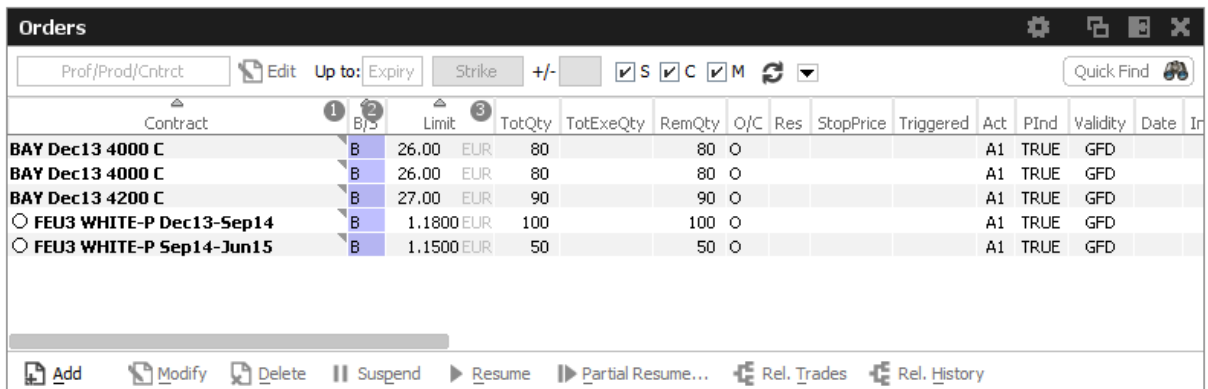 Orders
Prof/Prod/Cntrct Edit Up to: Expiry Strike +/- S C M Quick Find
Contract 1 B/S 2 Limit 3 TotQty TotExeQty RemQty O/C Res StopPrice Triggered Act PInd Validity Date In
BAY Dec13 4000 C B 26.00 EUR 80 80 O A1 TRUE GFD
BAY Dec13 4000 C B 26.00 EUR 80 80 O A1 TRUE GFD
BAY Dec13 4200 C B 27.00 EUR 90 90 O A1 TRUE GFD
FEU3 WHITE-P Dec13-Sep14 B 1.1800 EUR 100 100 O A1 TRUE GFD
FEU3 WHITE-P Sep14-Jun15 B 1.1500 EUR 50 50 O A1 TRUE GFD
Add Modify Delete Suspend Resume Partial Resume... Rel. Trades Rel. History